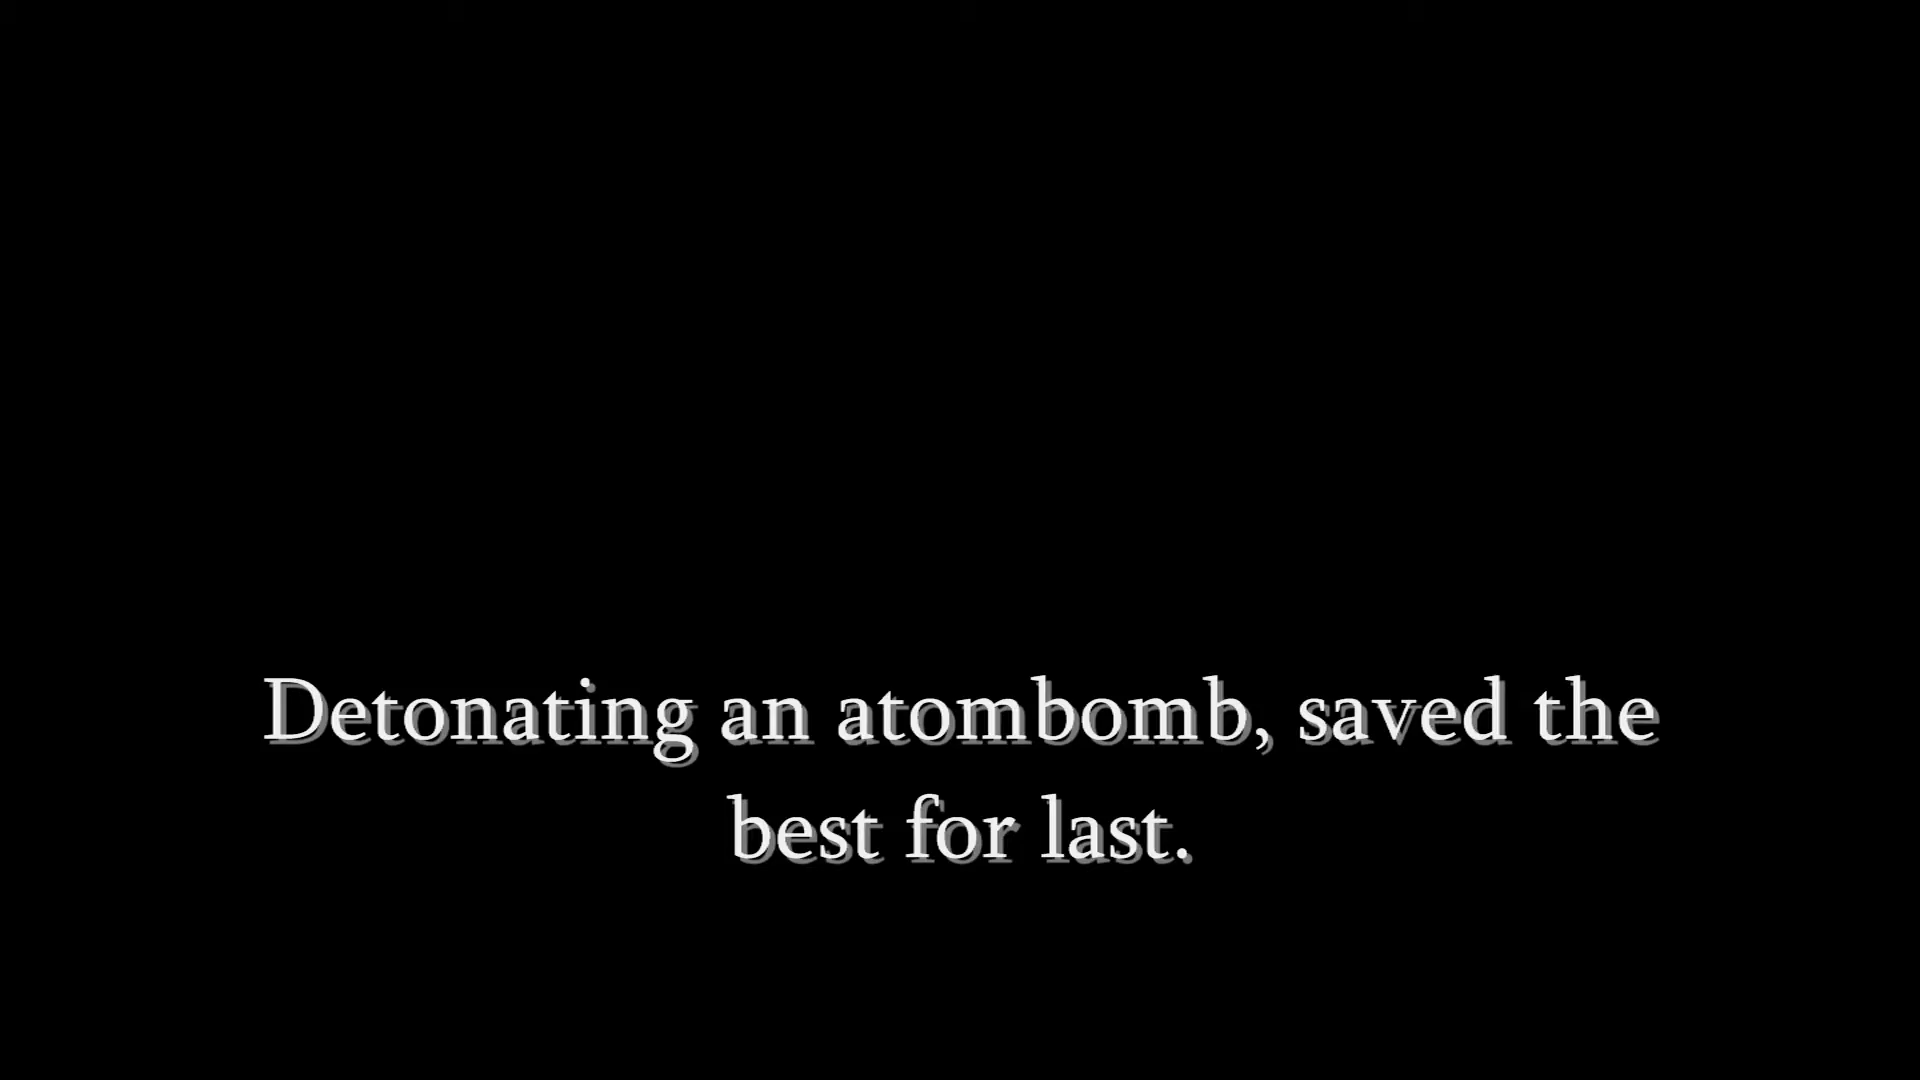 Detonating an atombomb, saved the
best for last.